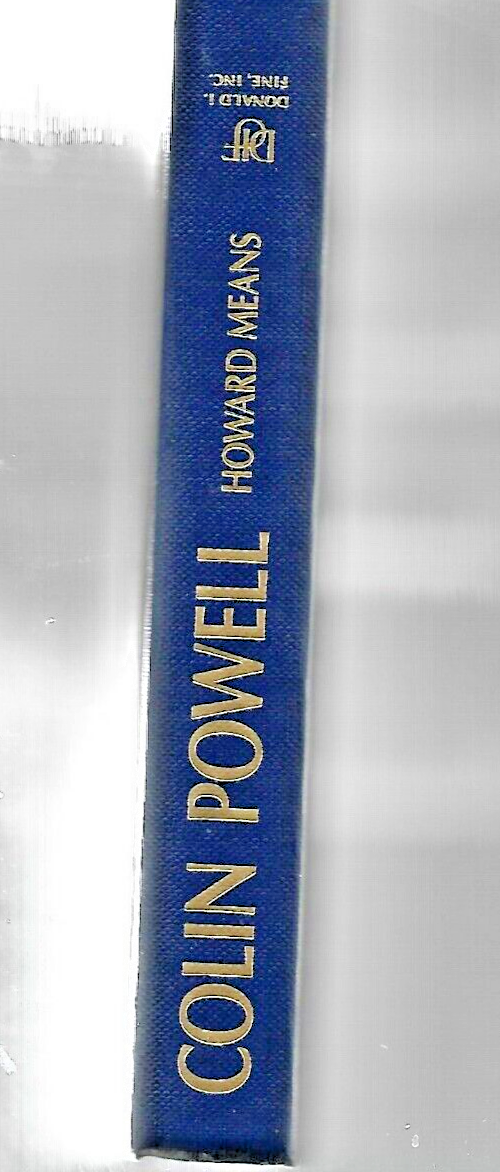 COLIN POWELL
HOWARD MEANS
DIF
DONALD I.
FINE, INC.